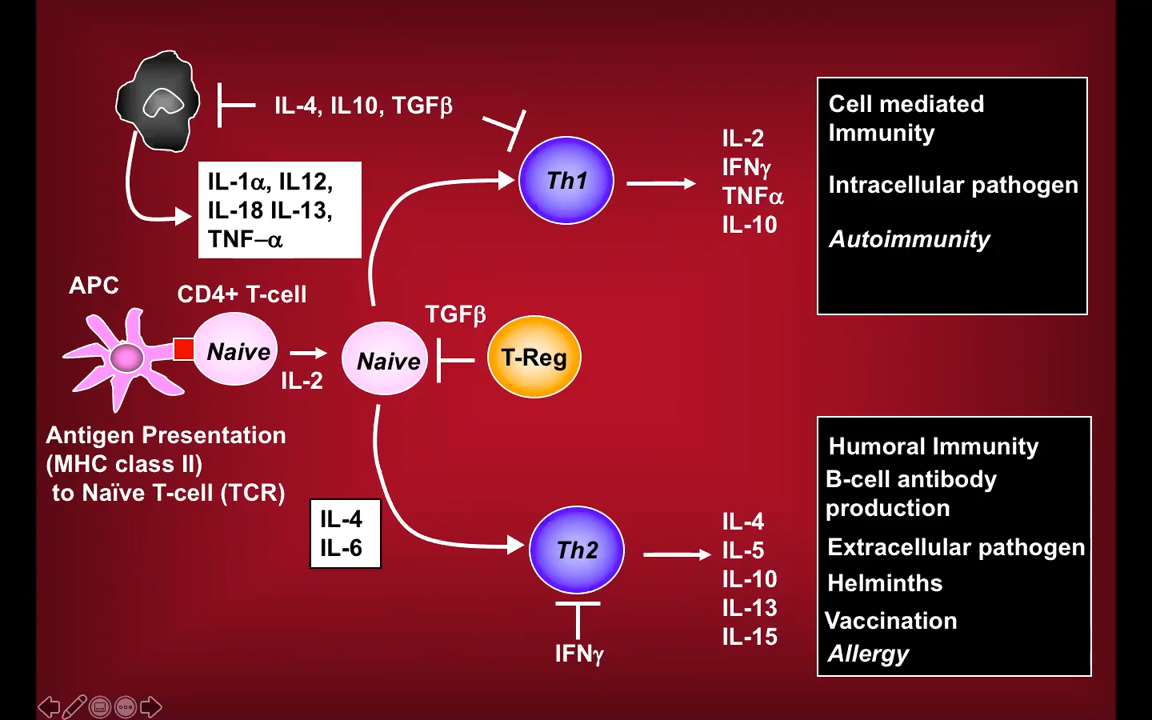 IL-4, IL10, TGFβ
IL-1α, IL12,
IL-18 IL-13,
TNF–α
Th1
IL-2
IFNγ
TNFα
IL-10
Cell mediated
Immunity
Intracellular pathogen
Autoimmunity
APC
CD4+ T-cell
Naive
IL-2
Naive
TGFβ
T-Reg
Antigen Presentation
(MHC class II)
to Naïve T-cell (TCR)
IL-4
IL-6
Th2
IFNγ
IL-4
IL-5
IL-10
IL-13
IL-15
Humoral Immunity
B-cell antibody
production
Extracellular pathogen
Helminths
Vaccination
Allergy